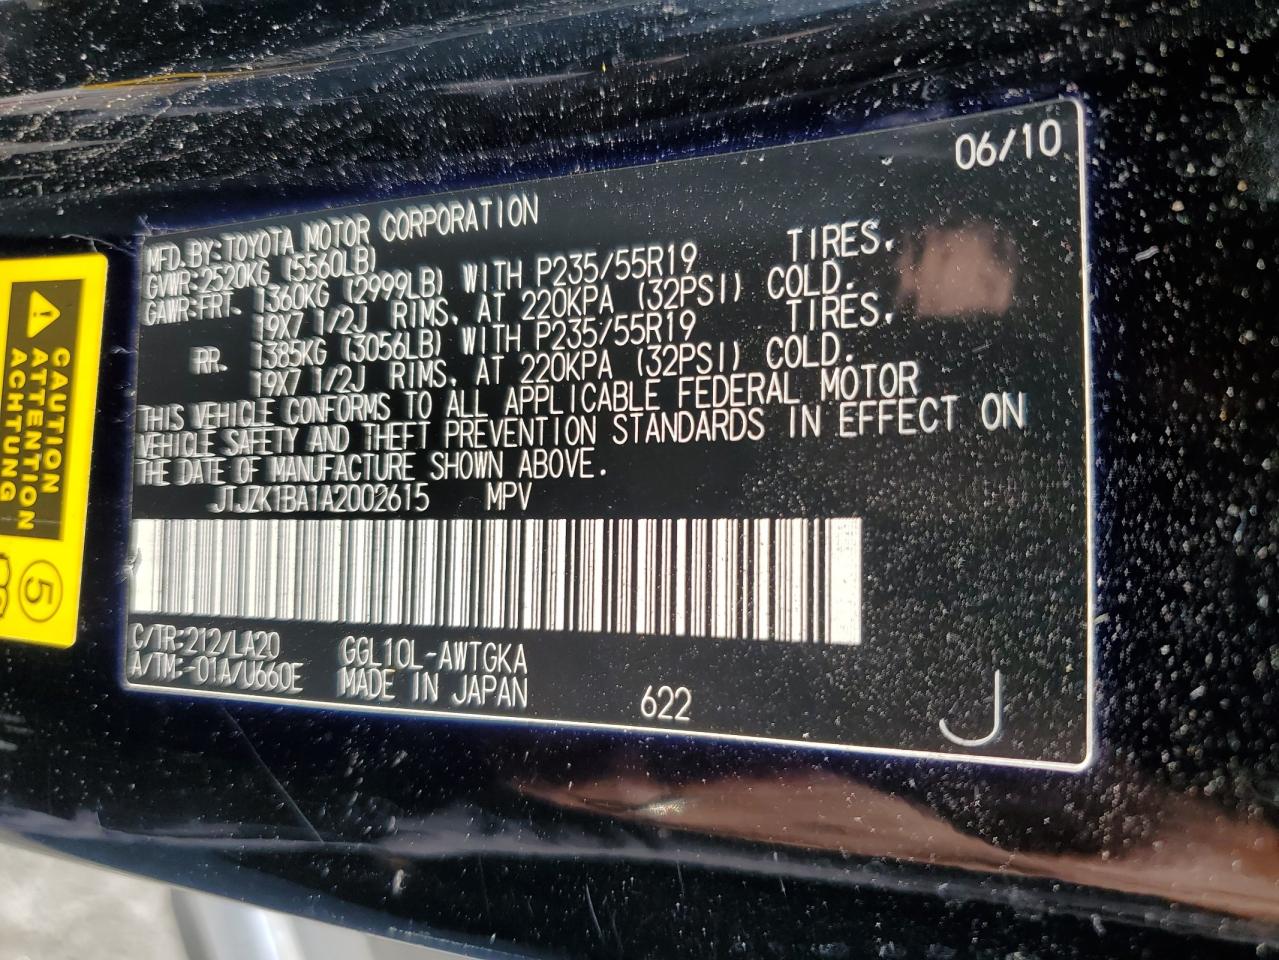 06/10
MFD.BY:TOYOTA MOTOR CORPORATION
GVWR:2520KG (5560LB)
GAWR:FRT. 1360KG (2999LB) WITH P235/55R19 TIRES.
19X7 1/2J RIMS. AT 220KPA (32PSI) COLD.
RR. 1385KG (3056LB) WITH P235/55R19 TIRES.
19X7 1/2J RIMS. AT 220KPA (32PSI) COLD.
THIS VEHICLE CONFORMS TO ALL APPLICABLE FEDERAL MOTOR
VEHICLE SAFETY AND THEFT PREVENTION STANDARDS IN EFFECT ON
THE DATE OF MANUFACTURE SHOWN ABOVE.
JTJZK1BA1A2002615 MPV
C/TR:212/LA20 GGL10L-AWTGKA
A/TM:-01A/U660E MADE IN JAPAN
622
J
CAUTION
ATTENTION
ACHTUNG
5